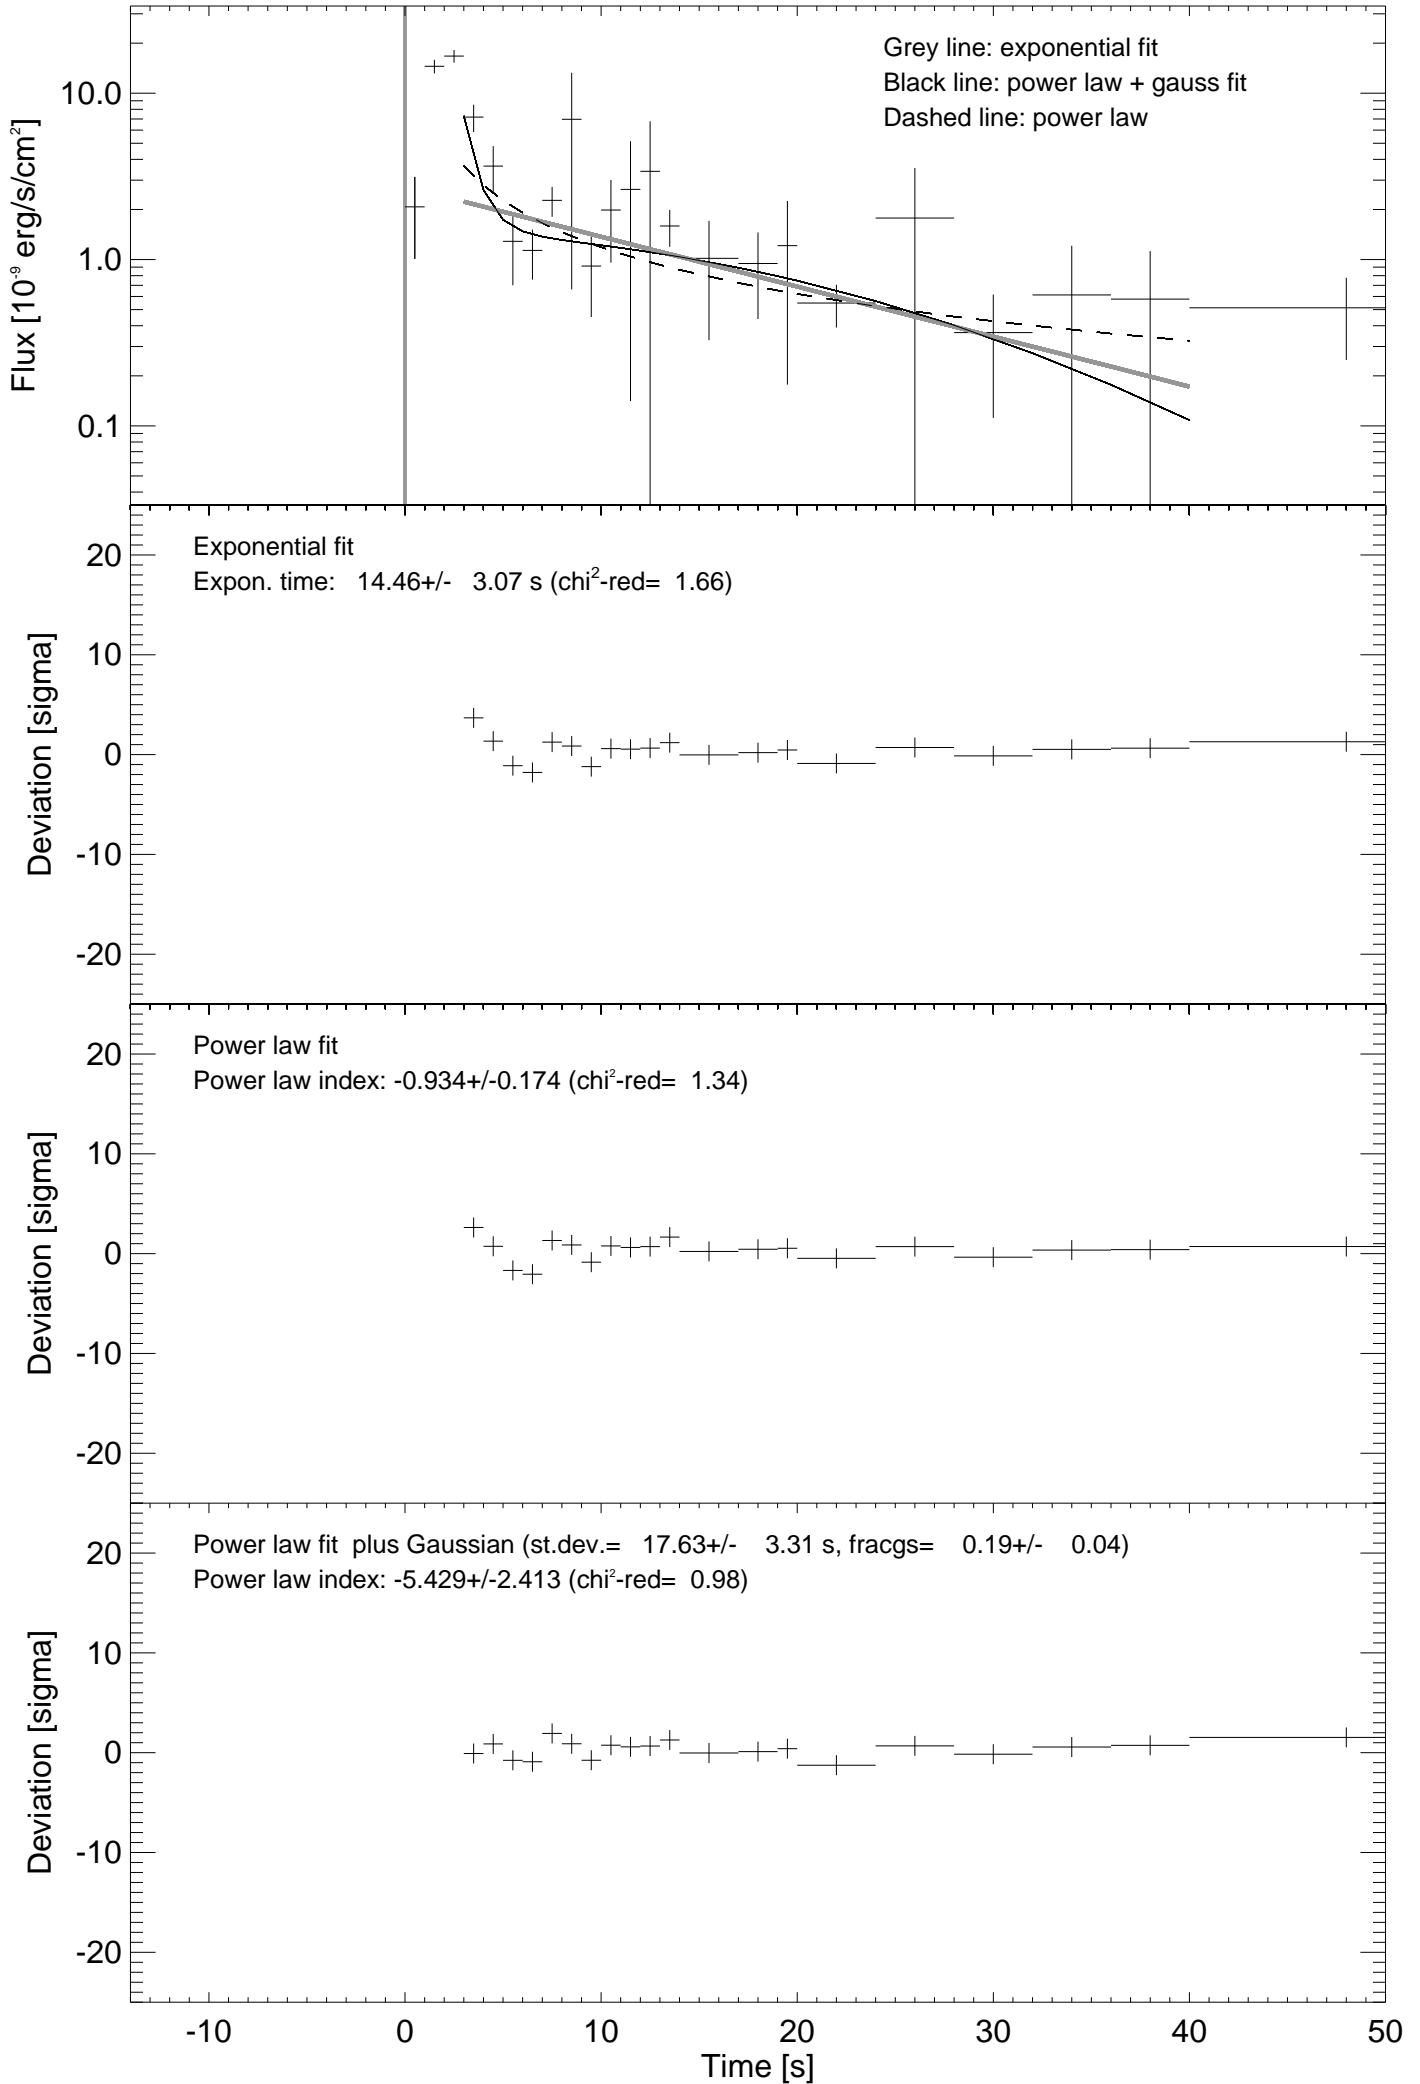 Grey line: exponential fit
Black line: power law + gauss fit
Dashed line: power law
10.0
1.0
0.1
Flux [10⁻⁹ erg/s/cm²]
Exponential fit
Expon. time: 14.46+/- 3.07 s (chi²-red= 1.66)
20
10
0
-10
-20
Deviation [sigma]
Power law fit
Power law index: -0.934+/-0.174 (chi²-red= 1.34)
20
10
0
-10
-20
Deviation [sigma]
Power law fit plus Gaussian (st.dev.= 17.63+/- 3.31 s, fracgs= 0.19+/- 0.04)
Power law index: -5.429+/-2.413 (chi²-red= 0.98)
20
10
0
-10
-20
Deviation [sigma]
-10 0 10 20 30 40 50
Time [s]